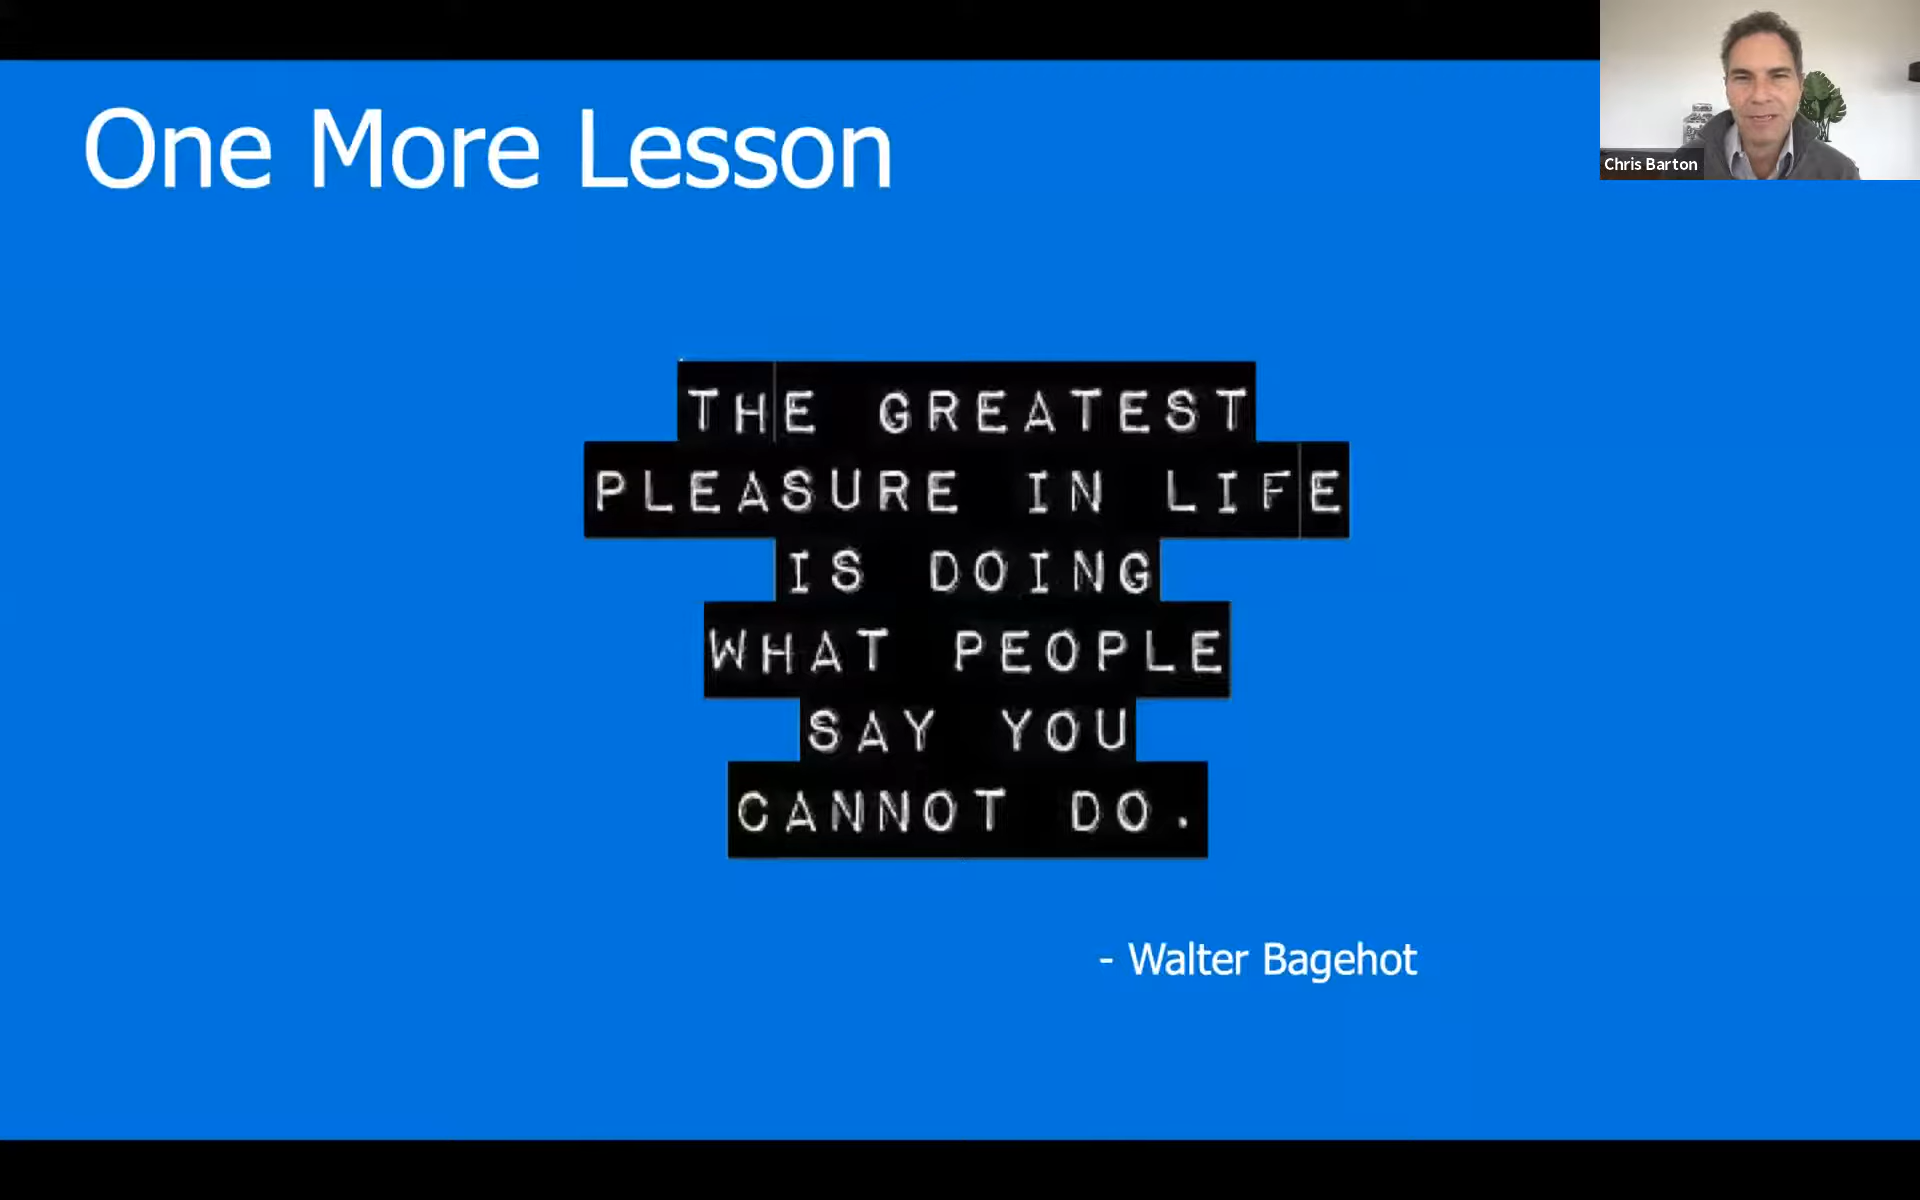 One More Lesson
Chris Barton
THE GREATEST
PLEASURE IN LIFE
IS DOING
WHAT PEOPLE
SAY YOU
CANNOT DO.
- Walter Bagehot